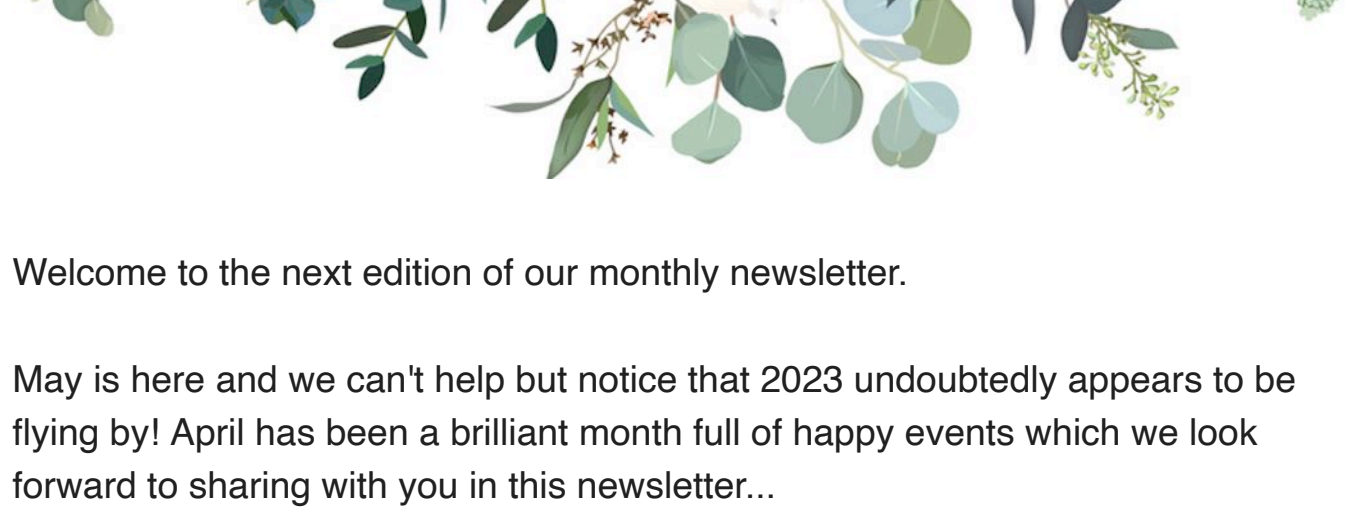 Welcome to the next edition of our monthly newsletter.
May is here and we can't help but notice that 2023 undoubtedly appears to be
flying by! April has been a brilliant month full of happy events which we look
forward to sharing with you in this newsletter...